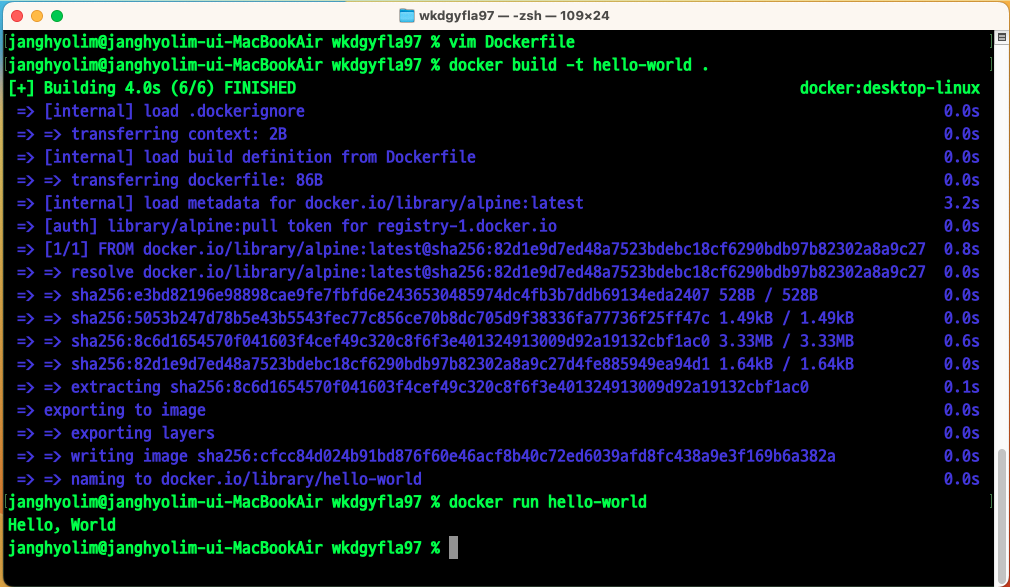 wkdgyfla97 — -zsh — 109×24
[janghyolim@janghyolim-ui-MacBookAir wkdgyfla97 % vim Dockerfile ]
[janghyolim@janghyolim-ui-MacBookAir wkdgyfla97 % docker build -t hello-world . ]
[+] Building 4.0s (6/6) FINISHED docker:desktop-linux
=> [internal] load .dockerignore 0.0s
=> => transferring context: 2B 0.0s
=> [internal] load build definition from Dockerfile 0.0s
=> => transferring dockerfile: 86B 0.0s
=> [internal] load metadata for docker.io/library/alpine:latest 3.2s
=> [auth] library/alpine:pull token for registry-1.docker.io 0.0s
=> [1/1] FROM docker.io/library/alpine:latest@sha256:82d1e9d7ed48a7523bdebc18cf6290bdb97b82302a8a9c27 0.8s
=> => resolve docker.io/library/alpine:latest@sha256:82d1e9d7ed48a7523bdebc18cf6290bdb97b82302a8a9c27 0.0s
=> => sha256:e3bd82196e98898cae9fe7fbfd6e2436530485974dc4fb3b7ddb69134eda2407 528B / 528B 0.0s
=> => sha256:5053b247d78b5e43b5543fec77c856ce70b8dc705d9f38336fa77736f25ff47c 1.49kB / 1.49kB 0.0s
=> => sha256:8c6d1654570f041603f4cef49c320c8f6f3e401324913009d92a19132cbf1ac0 3.33MB / 3.33MB 0.6s
=> => sha256:82d1e9d7ed48a7523bdebc18cf6290bdb97b82302a8a9c27d4fe885949ea94d1 1.64kB / 1.64kB 0.0s
=> => extracting sha256:8c6d1654570f041603f4cef49c320c8f6f3e401324913009d92a19132cbf1ac0 0.1s
=> exporting to image 0.0s
=> => exporting layers 0.0s
=> => writing image sha256:cfcc84d024b91bd876f60e46acf8b40c72ed6039afd8fc438a9e3f169b6a382a 0.0s
=> => naming to docker.io/library/hello-world 0.0s
[janghyolim@janghyolim-ui-MacBookAir wkdgyfla97 % docker run hello-world ]
Hello, World
janghyolim@janghyolim-ui-MacBookAir wkdgyfla97 %